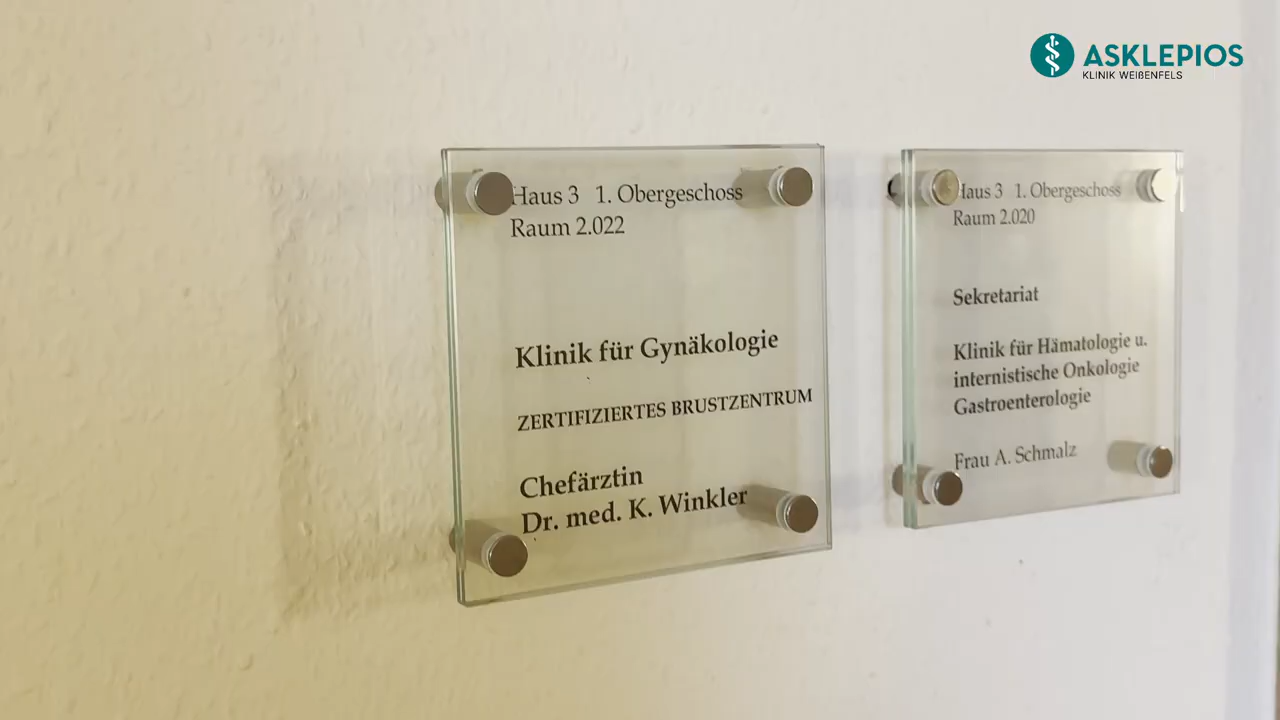 ASKLEPIOS
KLINIK WEIßENFELS
Haus 3 1. Obergeschoss
Raum 2.022
Klinik für Gynäkologie
ZERTIFIZIERTES BRUSTZENTRUM
Chefärztin
Dr. med. K. Winkler
Haus 3 1. Obergeschoss
Raum 2.020
Sekretariat
Klinik für Hämatologie u.
internistische Onkologie
Gastroenterologie
Frau A. Schmalz